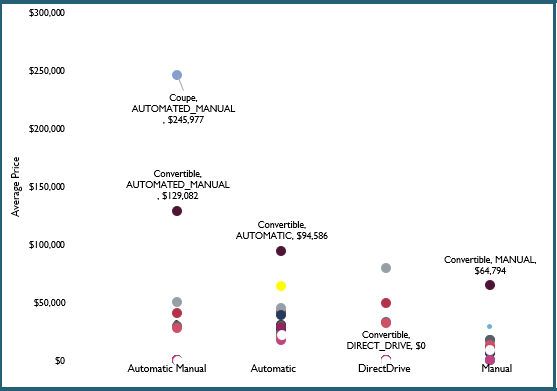 $300,000
$250,000
Coupe,
AUTOMATED_MANUAL
, $245,977
$200,000
Convertible,
AUTOMATED_MANUAL
, $129,082
$150,000
Average Price
Convertible,
AUTOMATIC, $94,586
$100,000
Convertible, MANUAL,
$64,794
$50,000
Convertible,
DIRECT_DRIVE, $0
$0
Automatic Manual
Automatic
DirectDrive
Manual